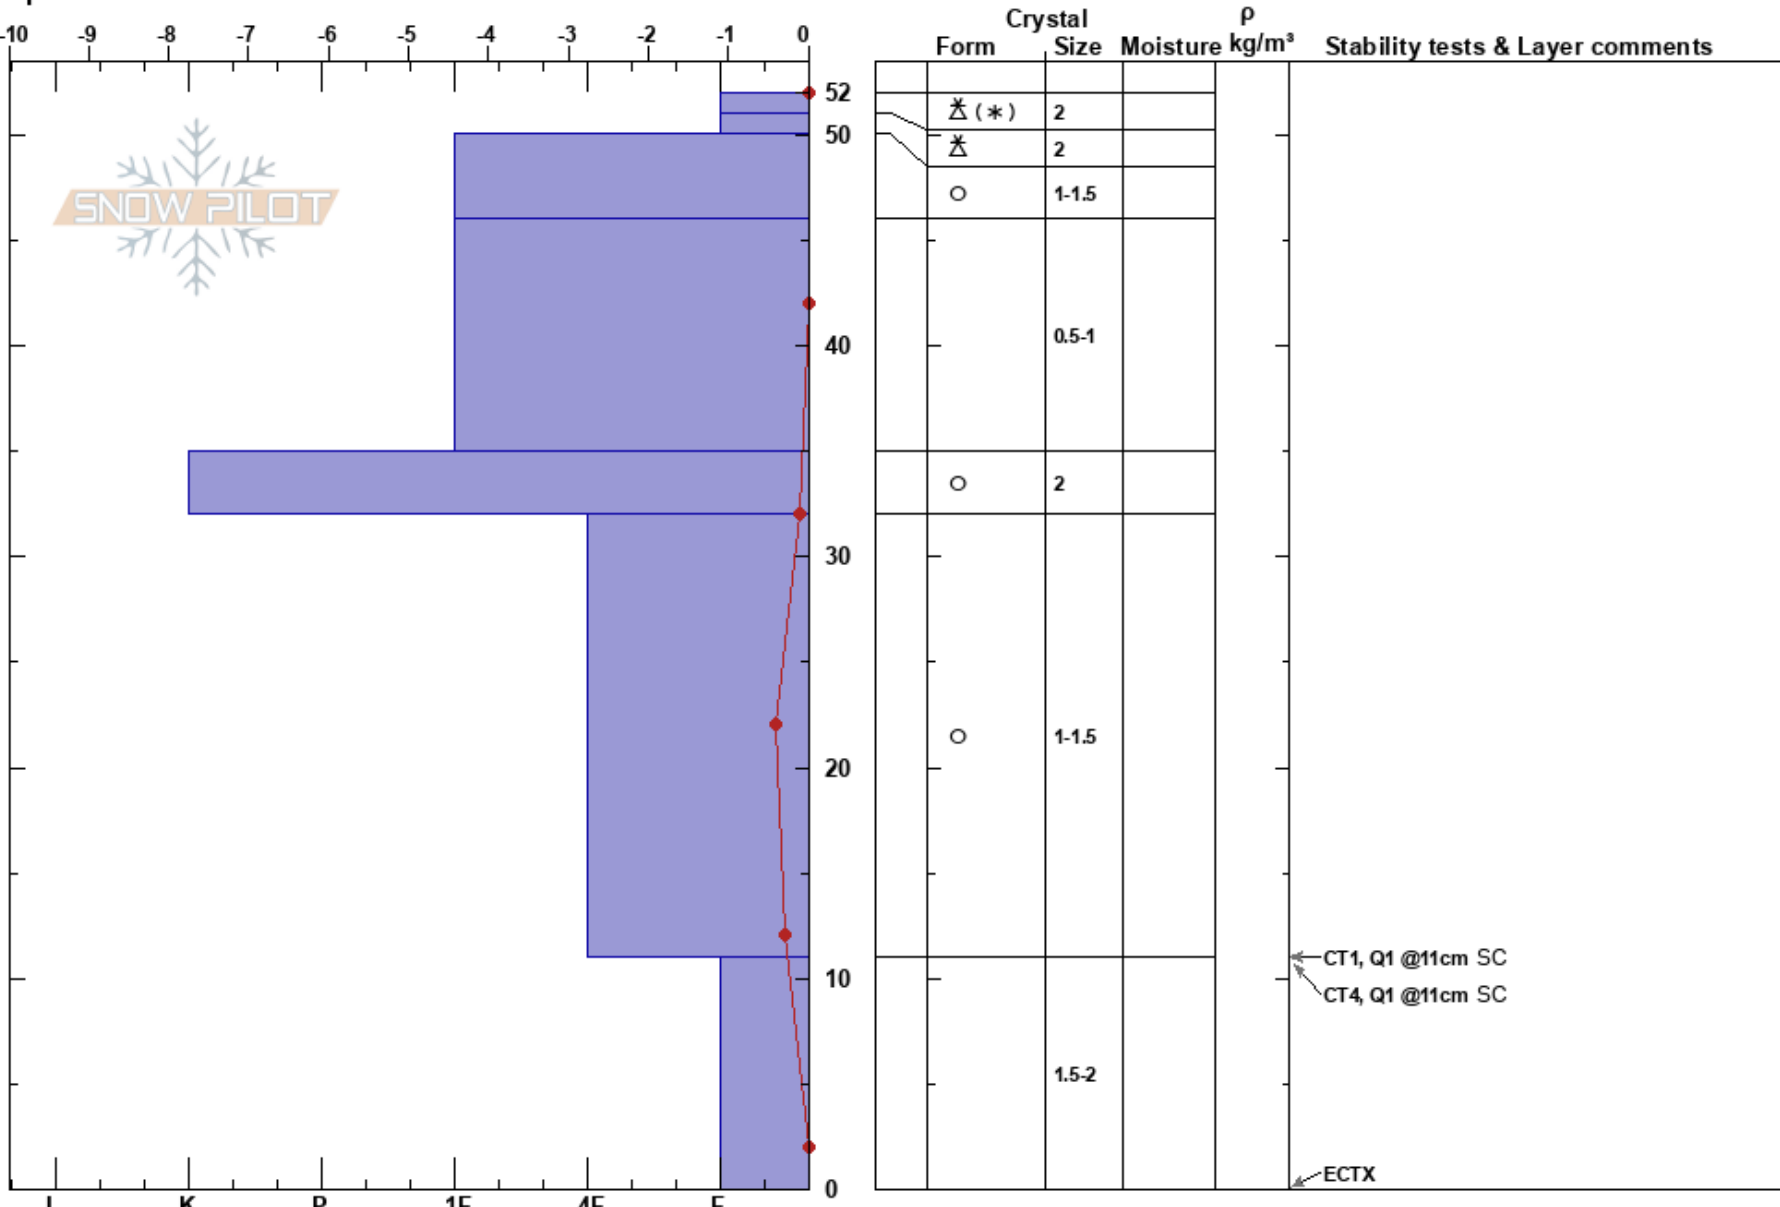 Crystal ρ
-10 -9 -8 -7 -6 -5 -4 -3 -2 -1 0 Form Size Moisture kg/m³ Stability tests & Layer comments
52
(*) 2
50
2
SNOW PILOT
1-1.5
0.5-1
40
2
30
1-1.5
20
CT1, Q1 @11cm SC
10
CT4, Q1 @11cm SC
1.5-2
ECTX
0
I K P 1F 4F F